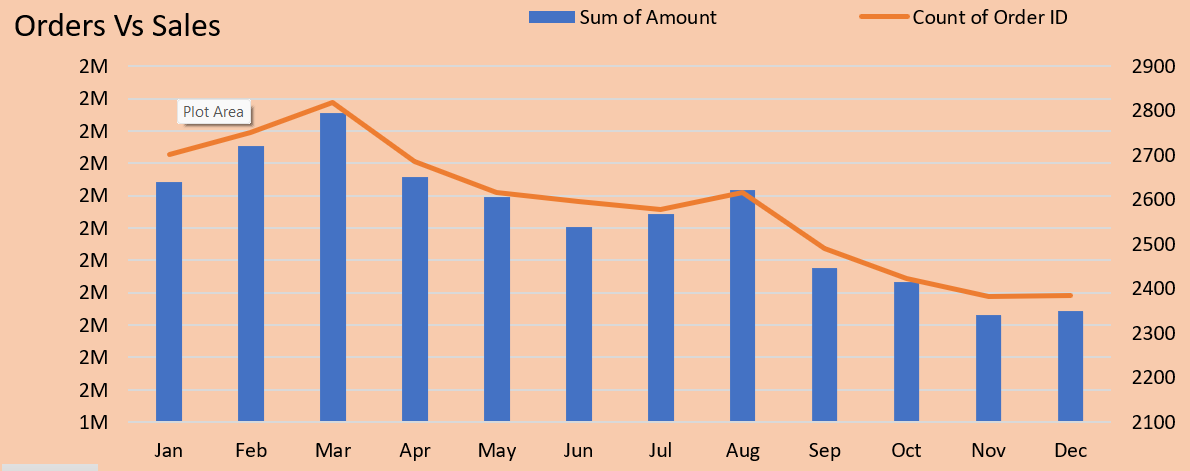 Orders Vs Sales
Sum of Amount
Count of Order ID
2M
2M
2M
2M
2M
2M
2M
2M
2M
2M
2M
1M
Plot Area
2900
2800
2700
2600
2500
2400
2300
2200
2100
Jan Feb Mar Apr May Jun Jul Aug Sep Oct Nov Dec